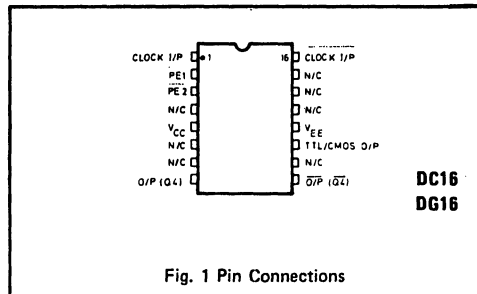 CLOCK I/P 1 16 CLOCK I/P
PE1 N/C
PE2 N/C
N/C N/C
VCC VEE
N/C TTL/CMOS O/P
N/C N/C
O/P (Q4) O/P (Q4)
DC16
DG16
Fig. 1 Pin Connections